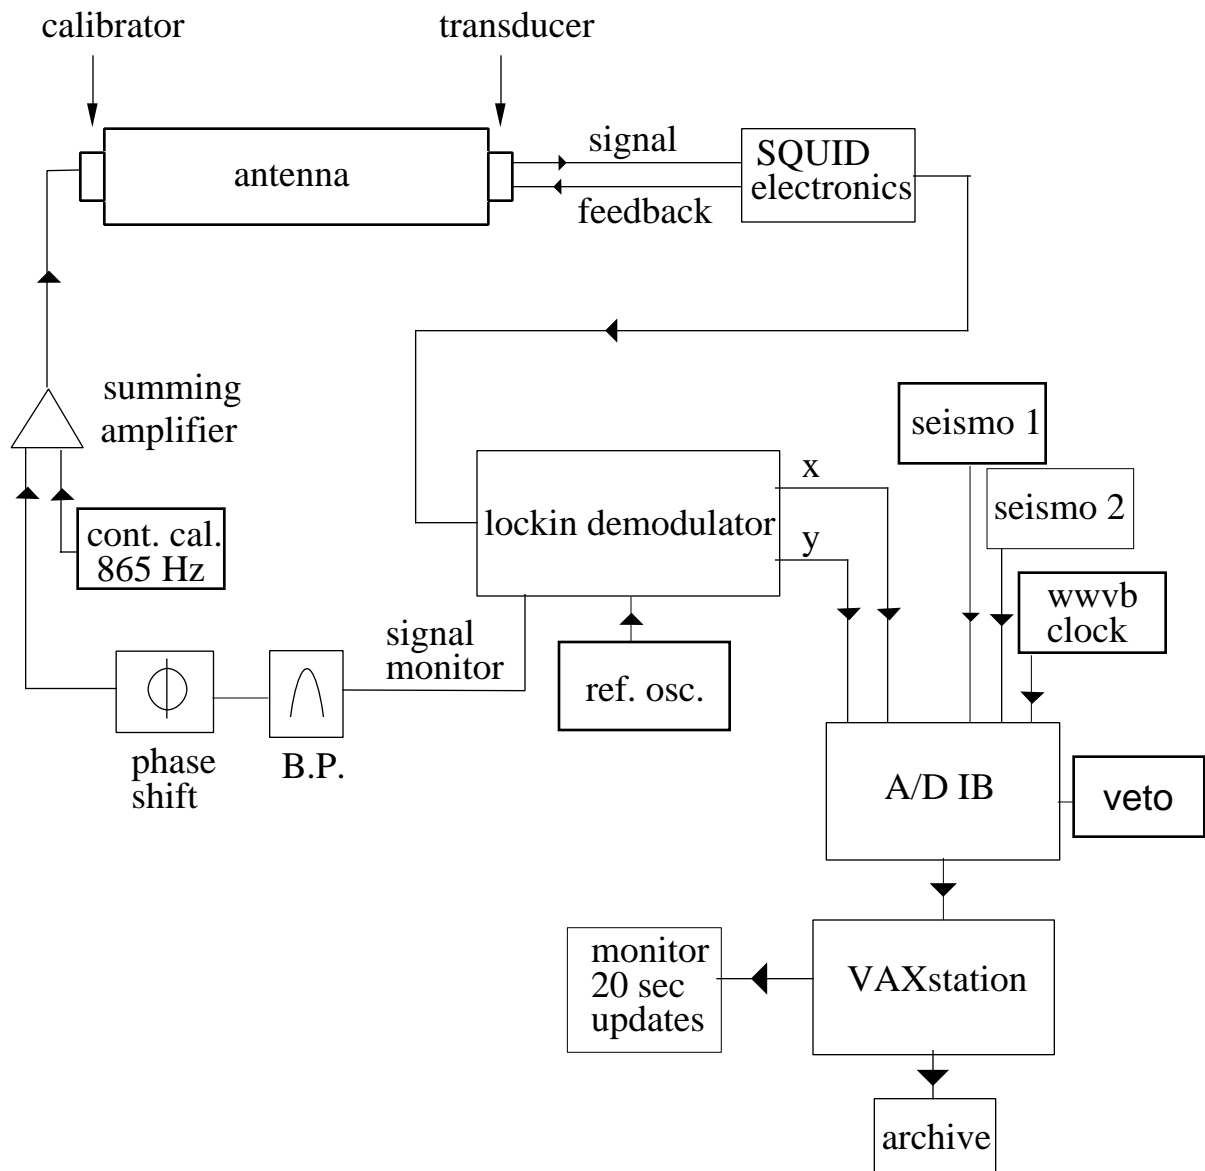 calibrator
transducer
antenna
signal
feedback
SQUID
electronics
summing
amplifier
cont. cal.
865 Hz
lockin demodulator
x
y
seismo 1
seismo 2
wwvb
clock
signal
monitor
ref. osc.
phase
shift
B.P.
A/D IB
veto
monitor
20 sec
updates
VAXstation
archive